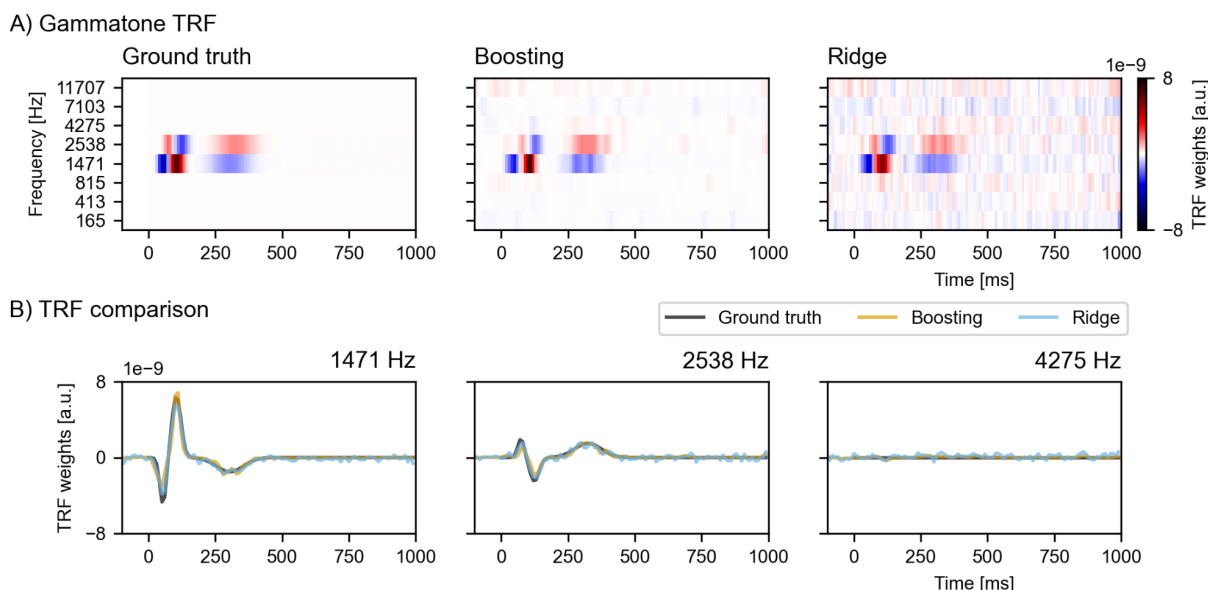 A) Gammatone TRF
Ground truth
Boosting
Ridge
1e−9
11707
7103
4275
2538
1471
815
413
165
Frequency [Hz]
8
−8
TRF weights [a.u.]
0 250 500 750 1000
0 250 500 750 1000
0 250 500 750 1000
Time [ms]
B) TRF comparison
Ground truth Boosting Ridge
1e−9
1471 Hz
2538 Hz
4275 Hz
8
0
−8
TRF weights [a.u.]
0 250 500 750 1000
0 250 500 750 1000
0 250 500 750 1000
Time [ms]